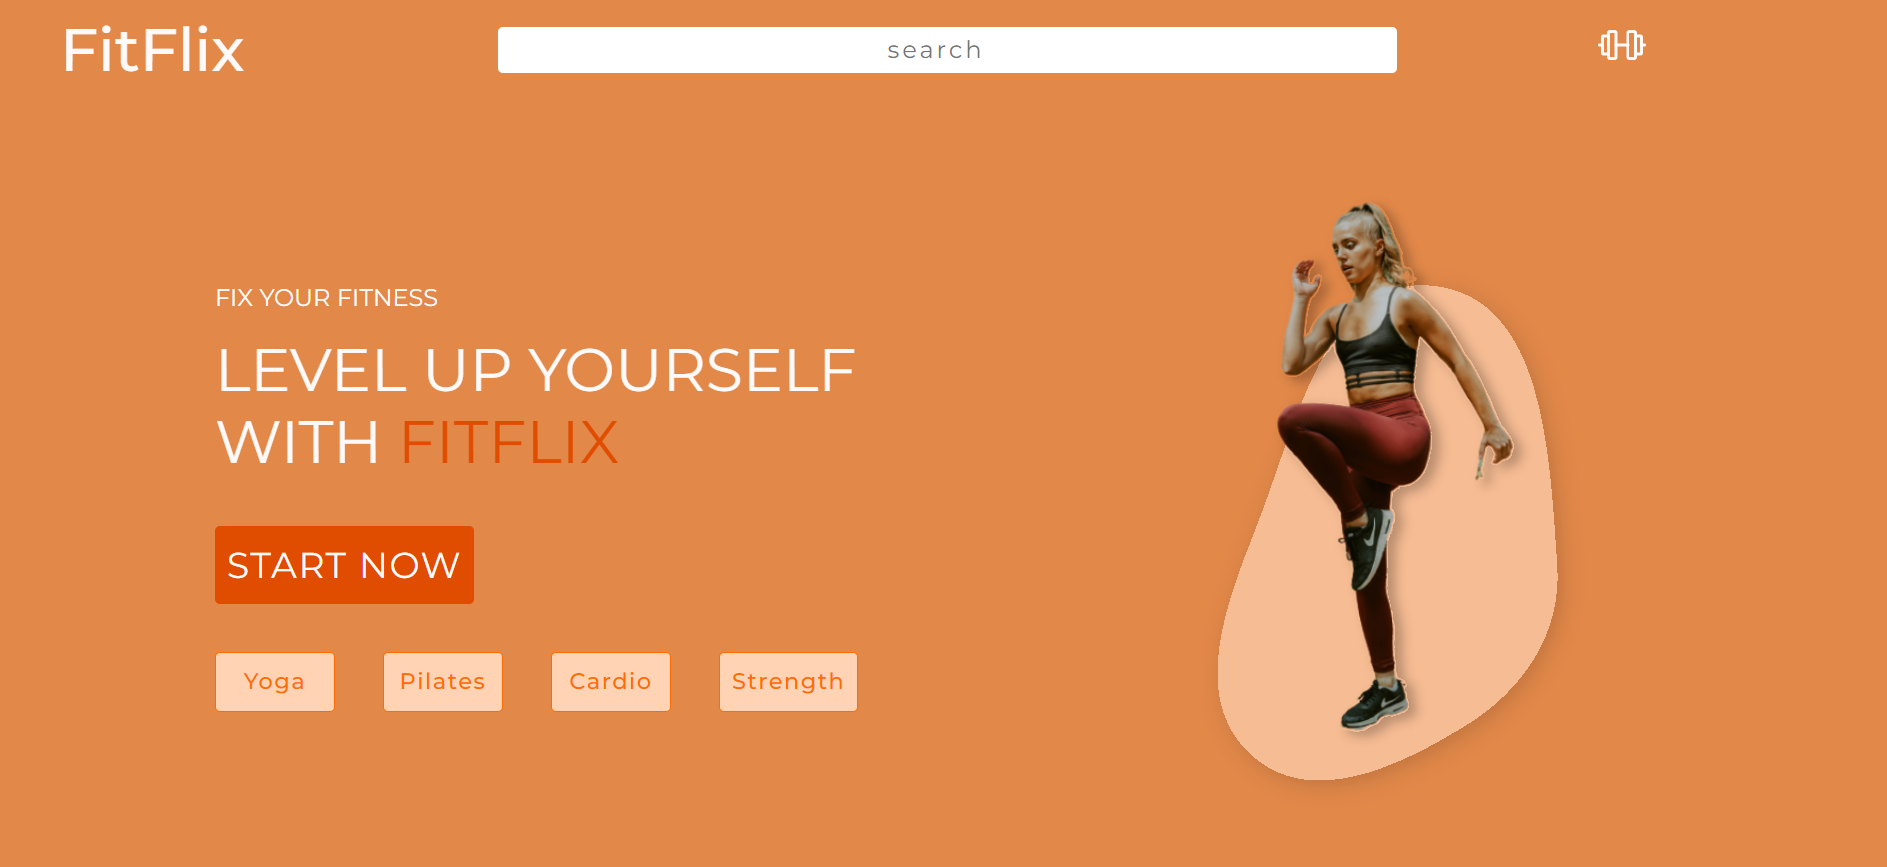 FitFlix
search
FIX YOUR FITNESS
LEVEL UP YOURSELF
WITH FITFLIX
START NOW
Yoga
Pilates
Cardio
Strength